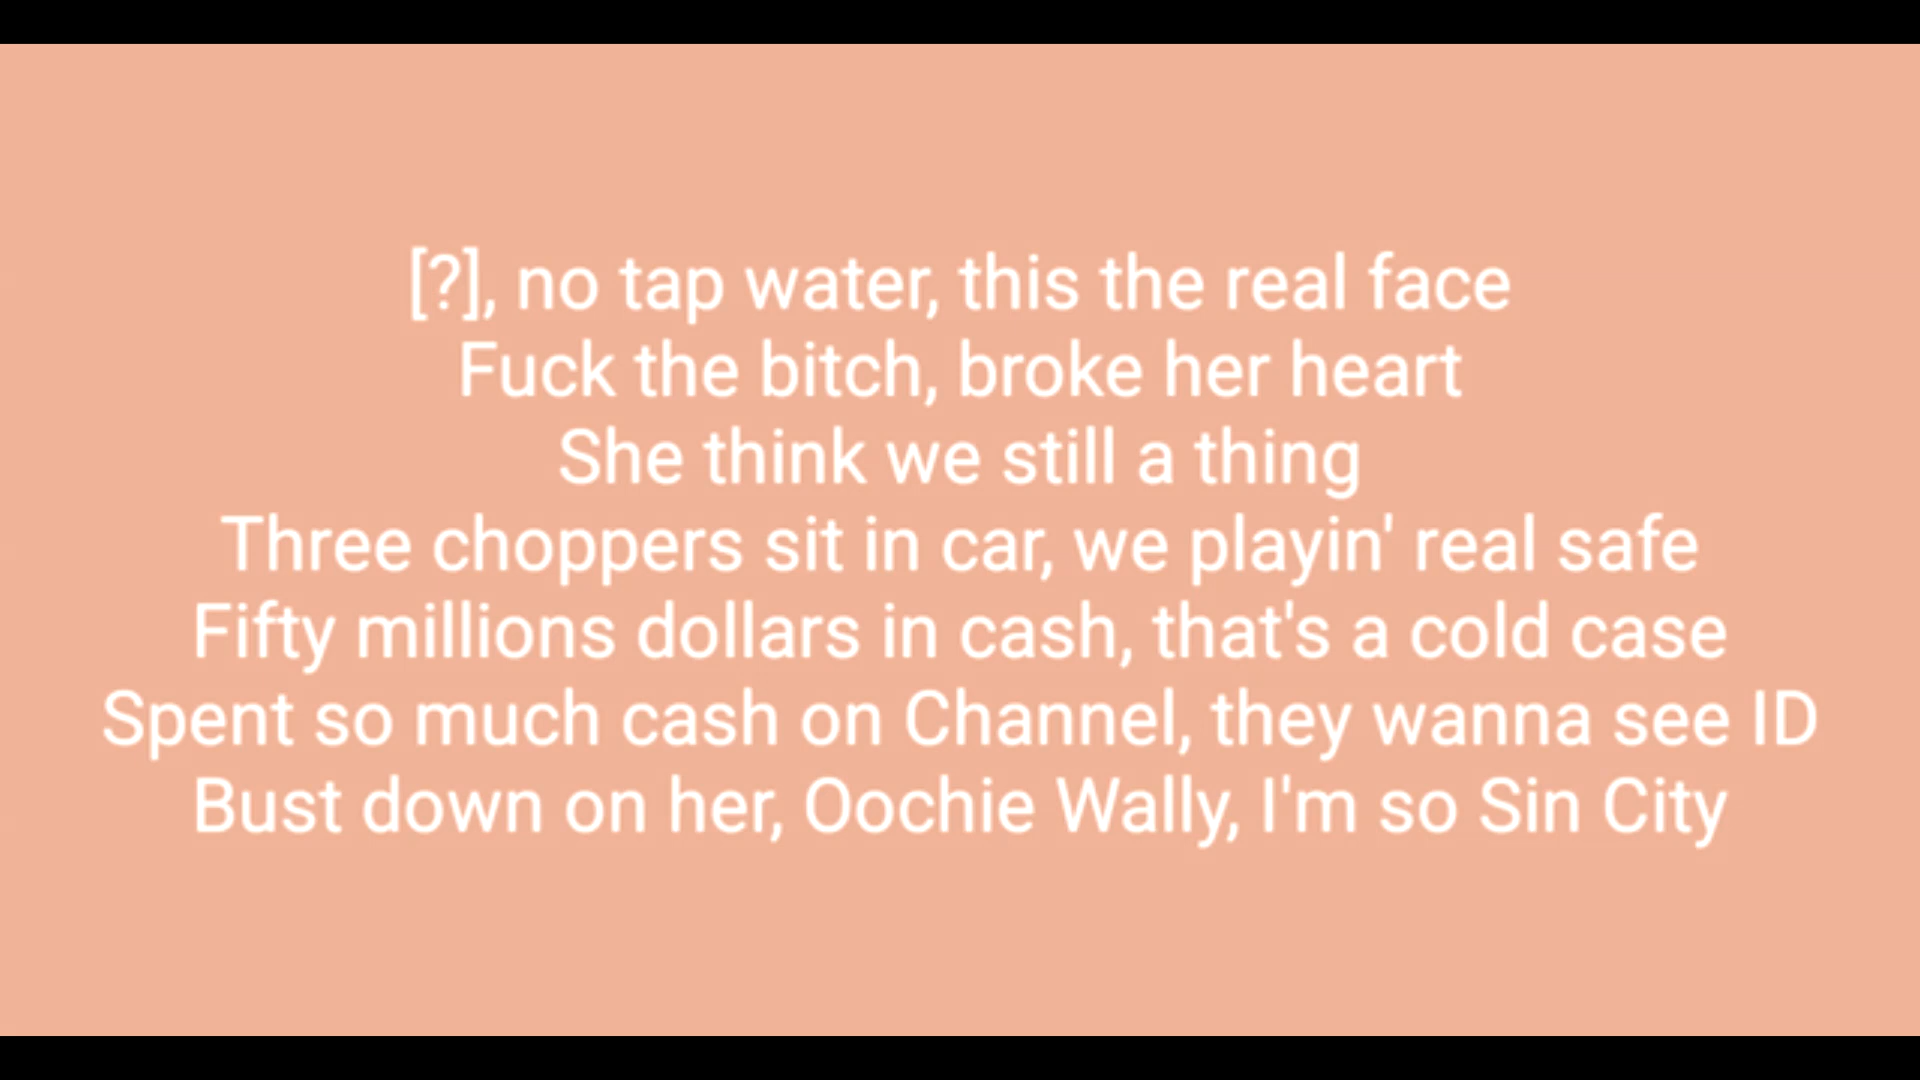 [?], no tap water, this the real face
Fuck the bitch, broke her heart
She think we still a thing
Three choppers sit in car, we playin' real safe
Fifty millions dollars in cash, that's a cold case
Spent so much cash on Channel, they wanna see ID
Bust down on her, Oochie Wally, I'm so Sin City